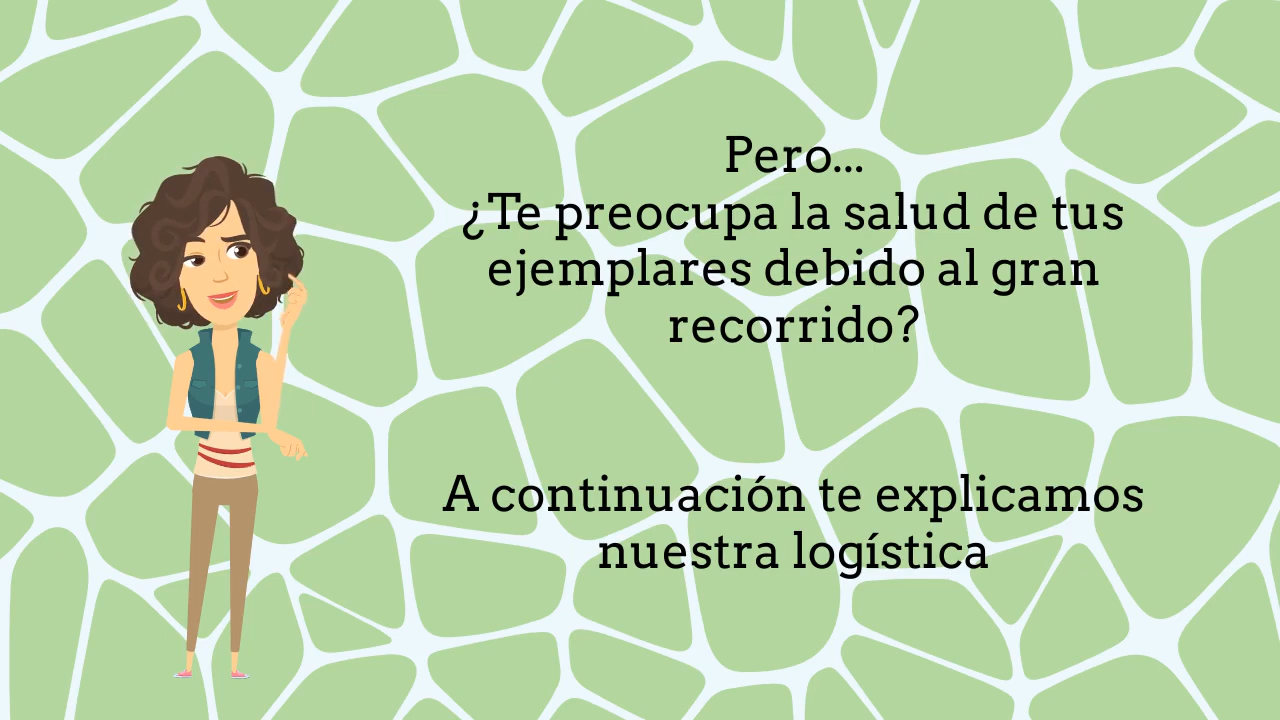 Pero...
¿Te preocupa la salud de tus
ejemplares debido al gran
recorrido?
A continuación te explicamos
nuestra logística